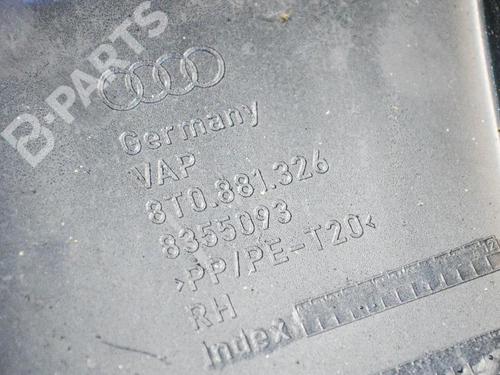 B-PARTS
Germany
VAP
8T0.881.326
8355093
>PP/PE-T20<
RH
Index